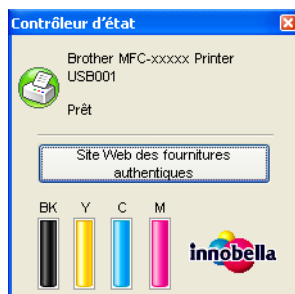 Contrôleur d'état
Brother MFC-xxxxx Printer
USB001
Prêt
Site Web des fournitures
authentiques
BK Y C M
innobella